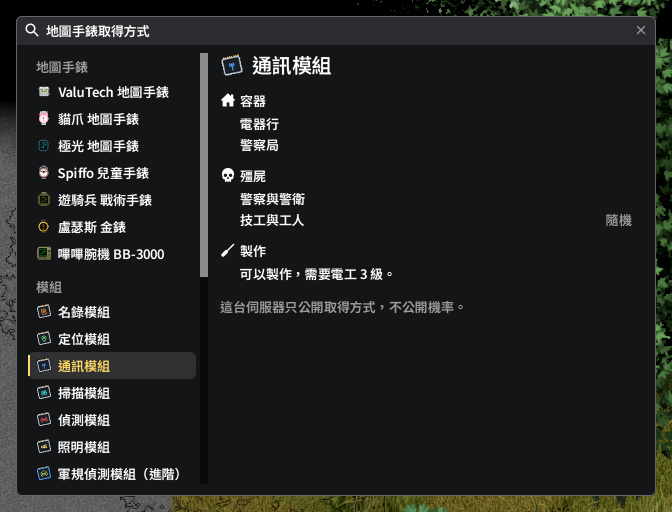 地圖手錶取得方式
地圖手錶
ValuTech 地圖手錶
貓爪 地圖手錶
極光 地圖手錶
Spiffo 兒童手錶
遊騎兵 戰術手錶
盧瑟斯 金錶
嗶嗶腕機 BB-3000
模組
名錄模組
定位模組
通訊模組
掃描模組
偵測模組
照明模組
軍規偵測模組（進階）
通訊模組
容器
電器行
警察局
殭屍
警察與警衛
技工與工人 隨機
製作
可以製作，需要電工 3 級。
這台伺服器只公開取得方式，不公開機率。